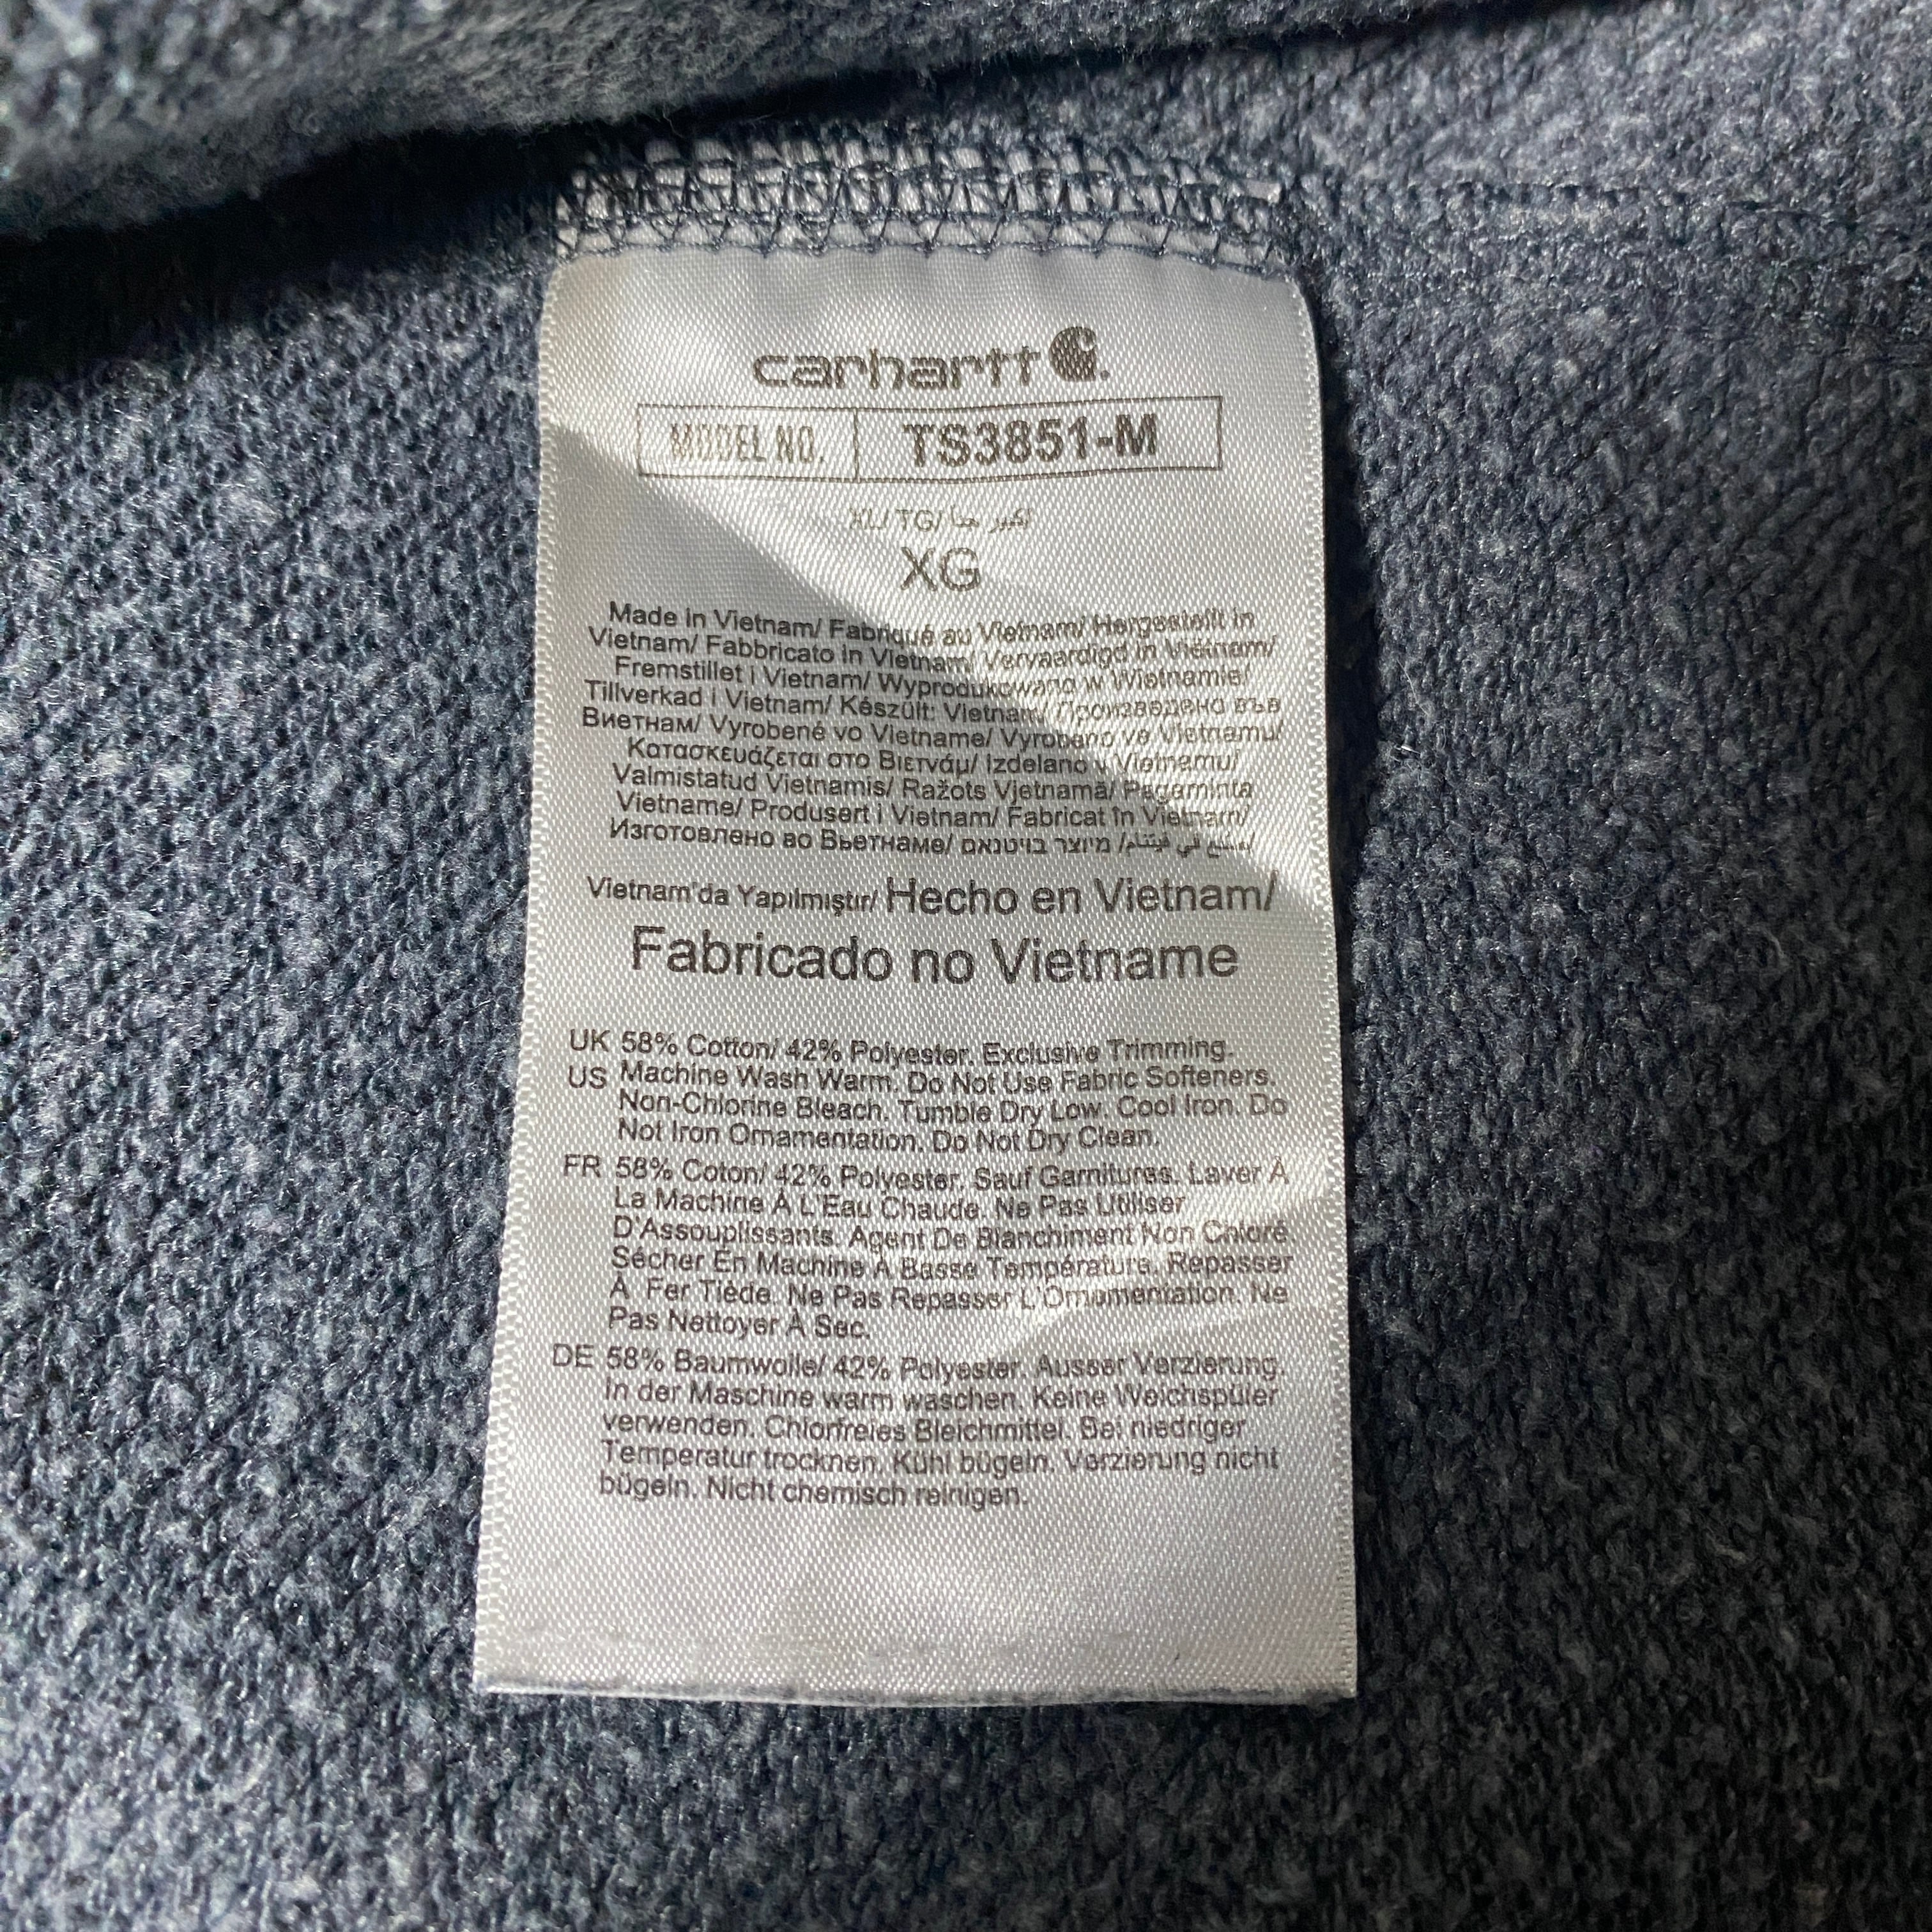 carhartt
MODEL NO. TS3851-M
XL/ TG/ اكبير جدا
XG
Made in Vietnam/ Fabriqué au Vietnam/ Hergestellt in
Vietnam/ Fabbricato in Vietnam/ Vervaardigd in Vietnam/
Fremstillet i Vietnam/ Wyprodukowano w Wietnamie/
Tillverkad i Vietnam/ Készült: Vietnam/ Произведено във
Виетнам/ Vyrobené vo Vietname/ Vyrobeno ve Vietnamu/
Κατασκευάζεται στο Βιετνάμ/ Izdelano v Vietnamu/
Valmistatud Vietnamis/ Ražots Vjetnamā/ Pagaminta
Vietname/ Produsert i Vietnam/ Fabricat în Vietnam/
Изготовлено во Вьетнаме/ מיוצר בויטנאם/ في فيتنام/
Vietnam'da Yapılmıştır/ Hecho en Vietnam/
Fabricado no Vietname
UK 58% Cotton/ 42% Polyester. Exclusive Trimming.
US Machine Wash Warm. Do Not Use Fabric Softeners.
Non-Chlorine Bleach. Tumble Dry Low. Cool Iron. Do
Not Iron Ornamentation. Do Not Dry Clean.
FR 58% Coton/ 42% Polyester. Sauf Garnitures. Laver À
La Machine À L'Eau Chaude. Ne Pas Utiliser
D'Assouplissants. Agent De Blanchiment Non Chloré.
Sécher En Machine À Basse Température. Repasser
À Fer Tiède. Ne Pas Repasser L'Ornementation. Ne
Pas Nettoyer À Sec.
DE 58% Baumwolle/ 42% Polyester. Ausser Verzierung.
In der Maschine warm waschen. Keine Weichspüler
verwenden. Chlorfreies Bleichmittel. Bei niedriger
Temperatur trocknen. Kühl bügeln. Verzierung nicht
bügeln. Nicht chemisch reinigen.